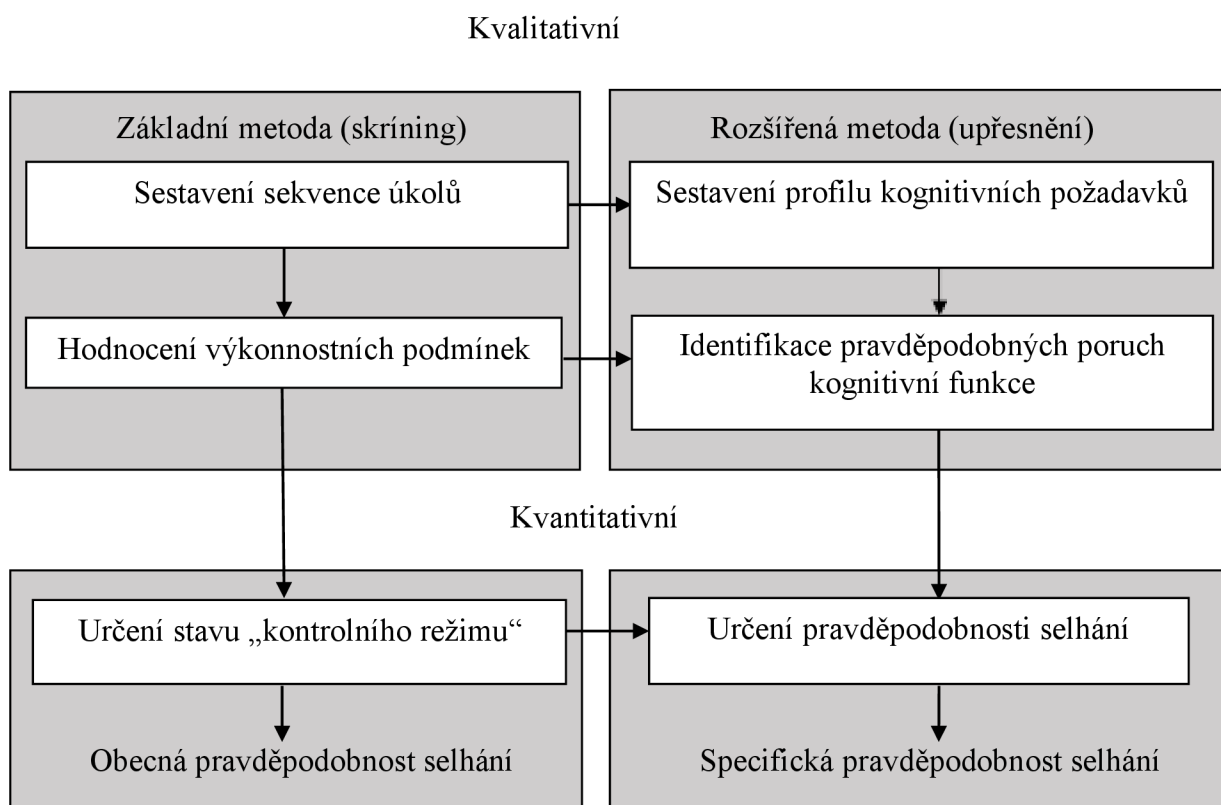 Kvalitativní
Základní metoda (skríning)
Sestavení sekvence úkolů
Hodnocení výkonnostních podmínek
Rozšířená metoda (upřesnění)
Sestavení profilu kognitivních požadavků
Identifikace pravděpodobných poruch
kognitivní funkce
Kvantitativní
Určení stavu „kontrolního režimu“
Obecná pravděpodobnost selhání
Určení pravděpodobnosti selhání
Specifická pravděpodobnost selhání